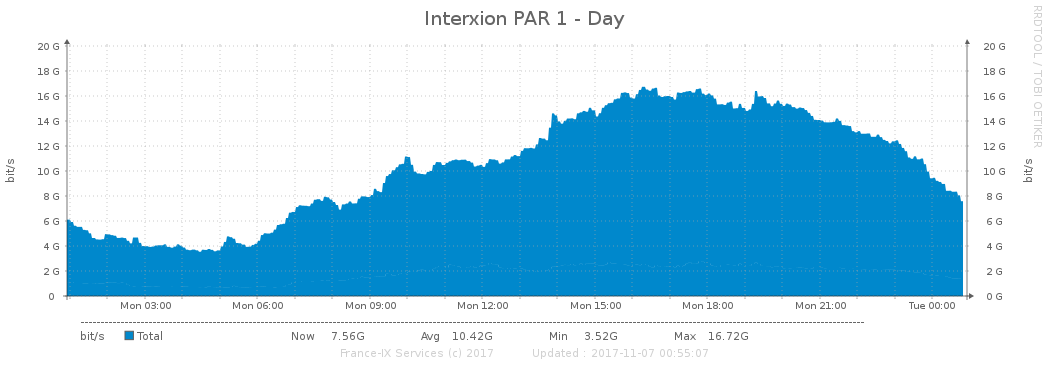 Interxion PAR 1 - Day
RRDTOOL / TOBI OETIKER
20 G 20 G
18 G 18 G
16 G 16 G
14 G 14 G
12 G 12 G
10 G 10 G
8 G 8 G
6 G 6 G
4 G 4 G
2 G 2 G
0 0 G
bit/s
bit/s
Mon 03:00 Mon 06:00 Mon 09:00 Mon 12:00 Mon 15:00 Mon 18:00 Mon 21:00 Tue 00:00
bit/s Total Now 7.56G Avg 10.42G Min 3.52G Max 16.72G
France-IX Services (c) 2017 Updated : 2017-11-07 00:55:07